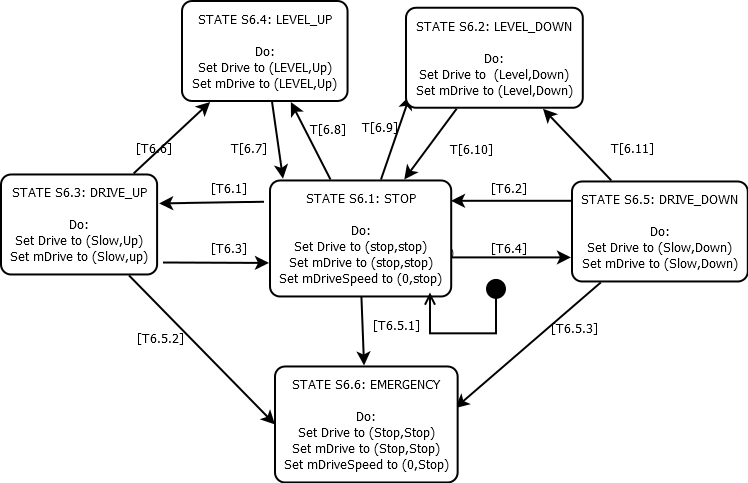 STATE S6.4: LEVEL_UP
Do:
Set Drive to (LEVEL,Up)
Set mDrive to (LEVEL,Up)
STATE S6.2: LEVEL_DOWN
Do:
Set Drive to  (Level,Down)
Set mDrive to (Level,Down)
[T6.6]
T[6.7]
T[6.8]
T[6.9]
T[6.10]
T[6.11]
STATE S6.3: DRIVE_UP
Do:
Set Drive to (Slow,Up)
Set mDrive to (Slow,up)
[T6.1]
[T6.3]
STATE S6.1: STOP
Do:
Set Drive to (stop,stop)
Set mDrive to (stop,stop)
Set mDriveSpeed to (0,stop)
[T6.2]
[T6.4]
STATE S6.5: DRIVE_DOWN
Do:
Set Drive to (Slow,Down)
Set mDrive to (Slow,Down)
[T6.5.2]
[T6.5.1]
[T6.5.3]
STATE S6.6: EMERGENCY
Do:
Set Drive to (Stop,Stop)
Set mDrive to (Stop,Stop)
Set mDriveSpeed to (0,Stop)